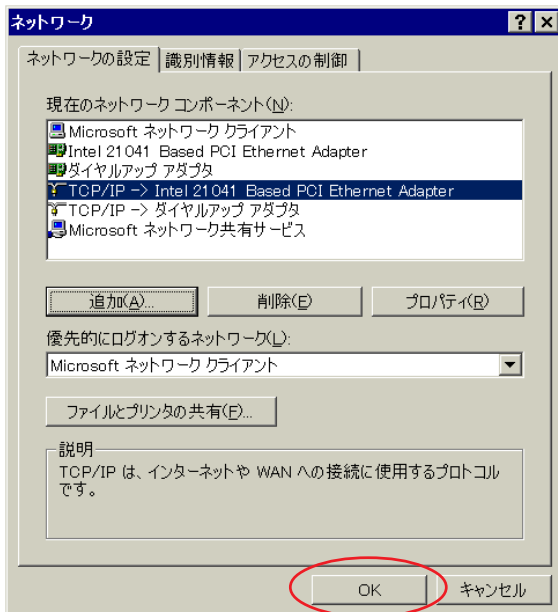 ネットワーク
ネットワークの設定 識別情報 アクセスの制御
現在のネットワーク コンポーネント(N):
Microsoft ネットワーク クライアント
Intel 21041 Based PCI Ethernet Adapter
ダイヤルアップ アダプタ
TCP/IP -> Intel 21041 Based PCI Ethernet Adapter
TCP/IP -> ダイヤルアップ アダプタ
Microsoft ネットワーク共有サービス
追加(A)... 削除(E) プロパティ(R)
優先的にログオンするネットワーク(L):
Microsoft ネットワーク クライアント
ファイルとプリンタの共有(F)...
説明
TCP/IP は、インターネットや WAN への接続に使用するプロトコル
です。
OK キャンセル